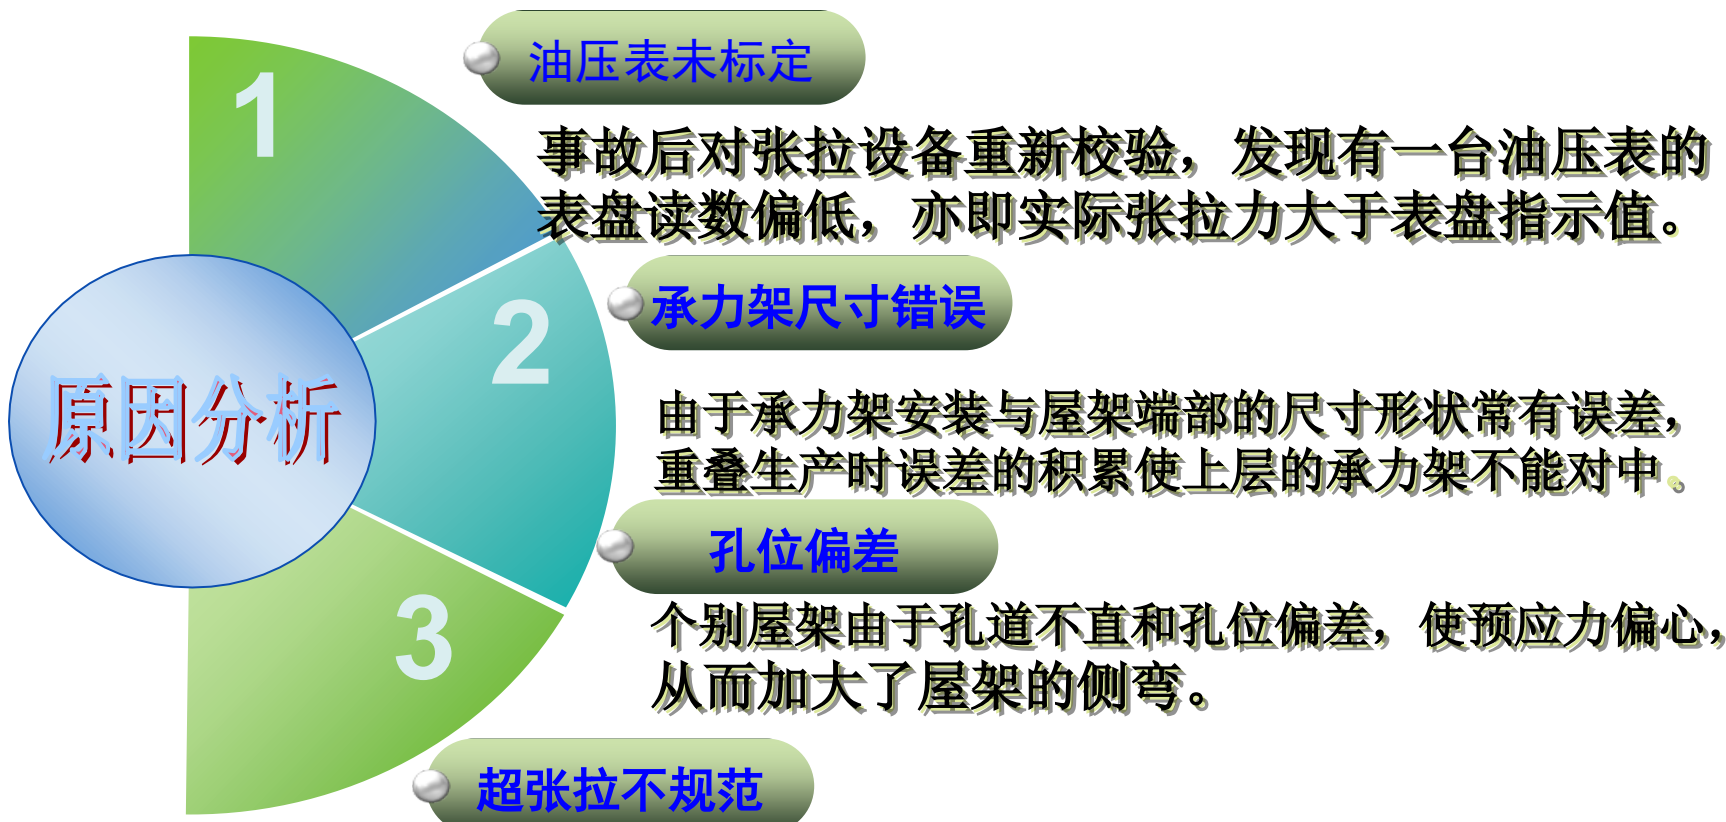 1
油压表未标定
事故后对张拉设备重新校验，发现有一台油压表的
表盘读数偏低，亦即实际张拉力大于表盘指示值。
2
承力架尺寸错误
原因分析
由于承力架安装与屋架端部的尺寸形状常有误差，
重叠生产时误差的积累使上层的承力架不能对中。
3
孔位偏差
个别屋架由于孔道不直和孔位偏差，使预应力偏心，
从而加大了屋架的侧弯。
超张拉不规范